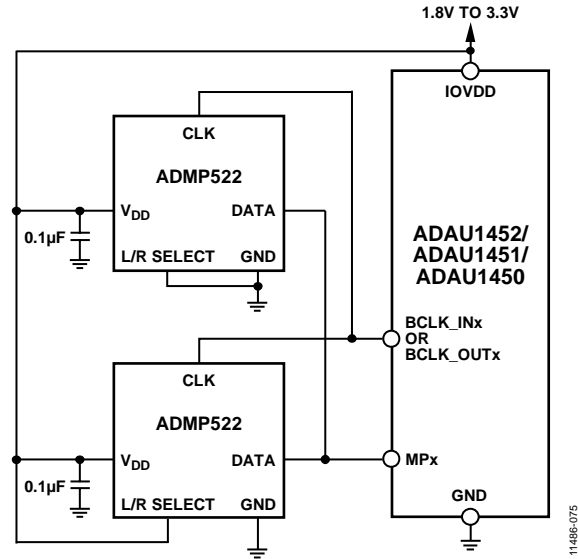 1.8V TO 3.3V
IOVDD
CLK
ADMP522
VDD
DATA
0.1µF
L/R SELECT
GND
ADAU1452/
ADAU1451/
ADAU1450
BCLK_INx
OR
BCLK_OUTx
CLK
ADMP522
VDD
DATA
MPx
0.1µF
L/R SELECT
GND
GND
11486-075